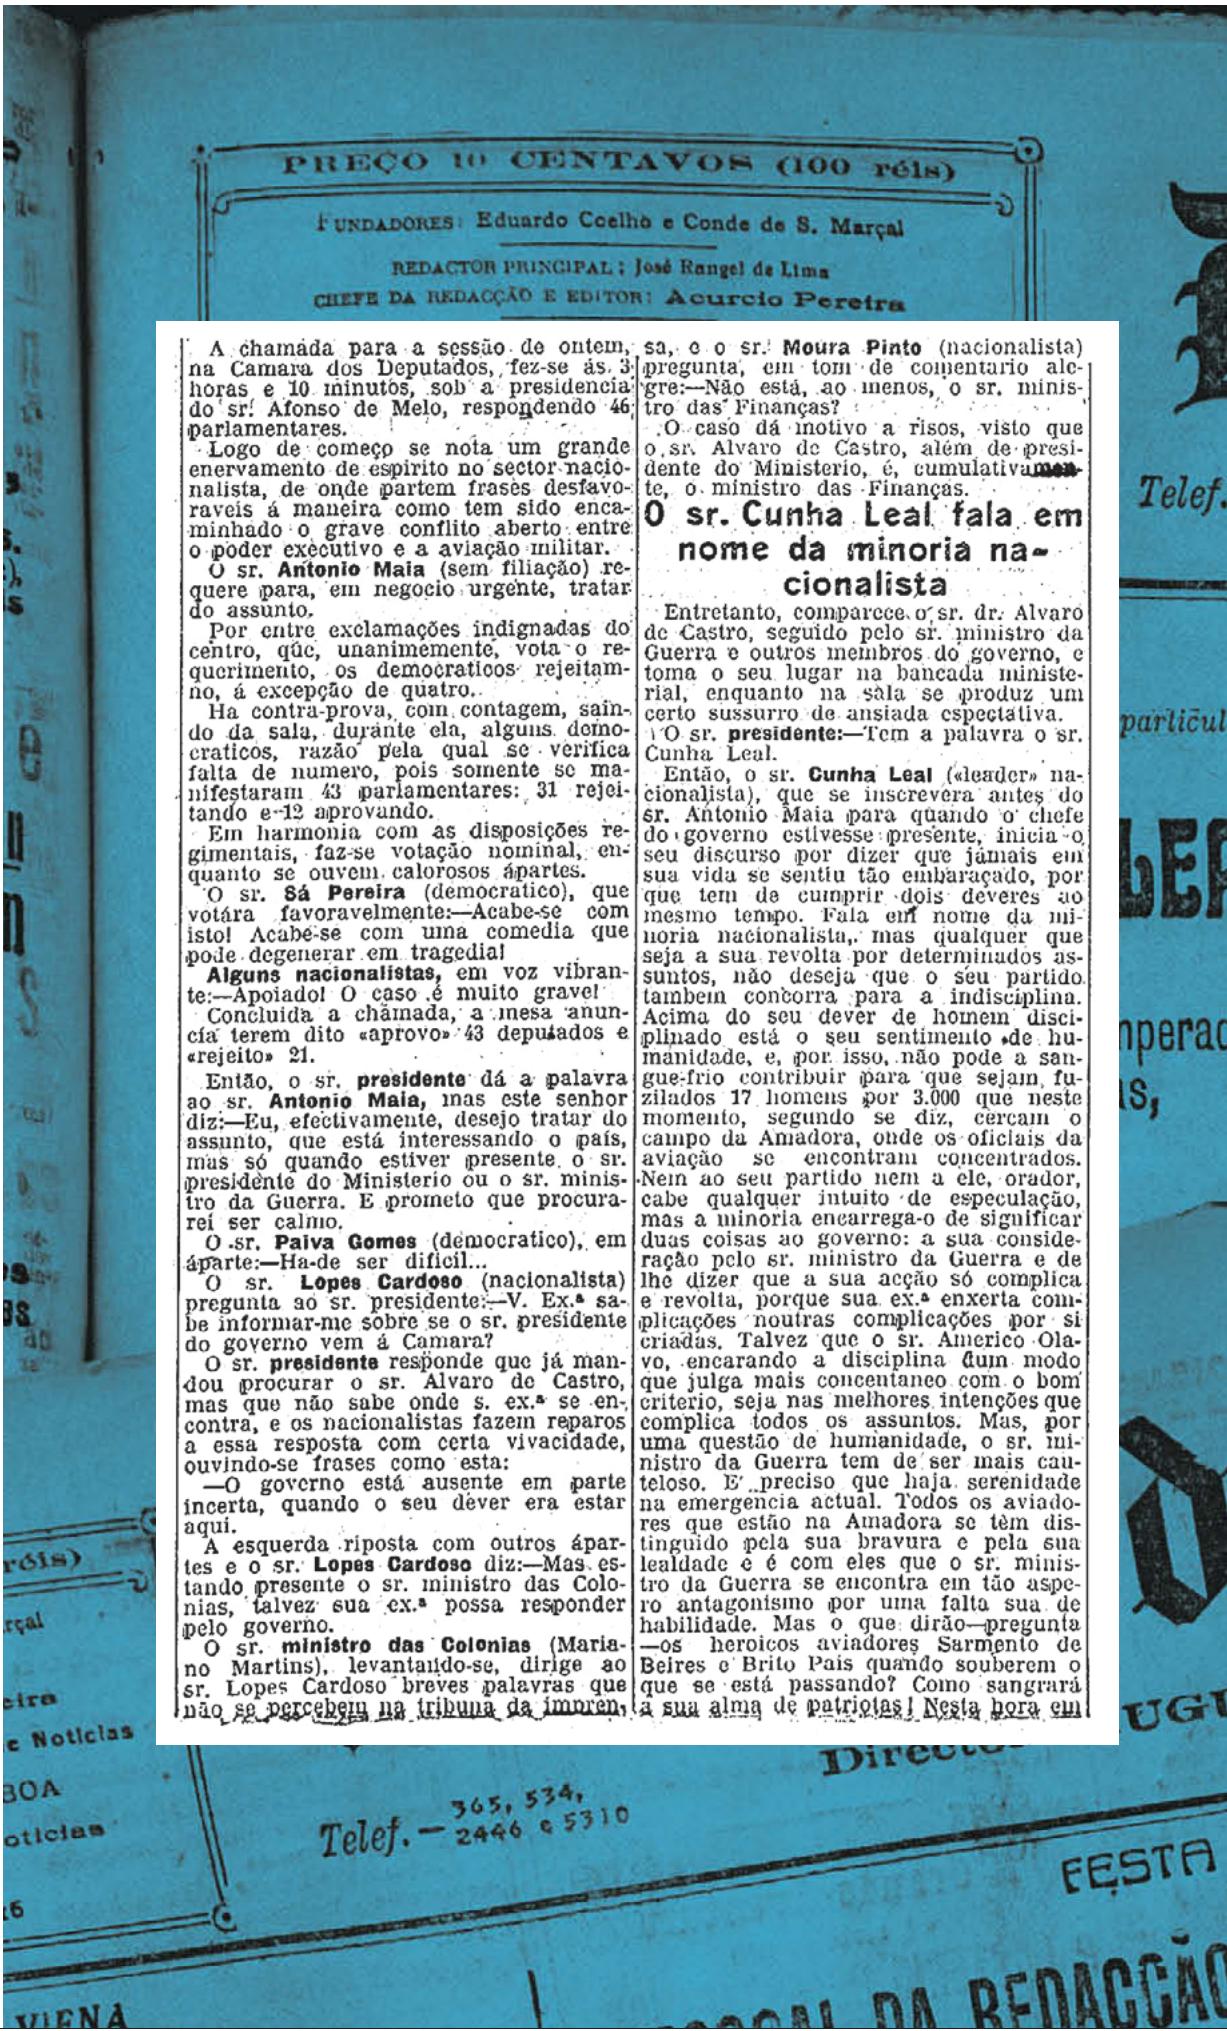 PREÇO 10 CENTAVOS (100 réis)
FUNDADORES: Eduardo Coelho e Conde de S. Marçal
REDACTOR PRINCIPAL: José Rangel de Lima
CHEFE DA REDACÇÃO E EDITOR: Acurcio Pereira
A chamada para a sessão de ontem,
na Camara dos Deputados, fez-se ás 3
horas e 10 minutos, sob a presidencia
do sr. Afonso de Melo, respondendo 46
parlamentares.
Logo de começo se nota um grande
enervamento de espirito no sector nacio-
nalista, de onde partem frases desfavo-
raveis á maneira como tem sido enca-
minhado o grave conflito aberto entre
o poder executivo e a aviação militar.
O sr. Antonio Maia (sem filiação) re-
quere para, em negocio urgente, tratar
do assunto.
Por entre exclamações indignadas do
centro, que, unanimemente, vota o re-
querimento, os democraticos rejeitam-
no, á excepção de quatro.
Ha contra-prova, com contagem, sain-
do da sala, durante ela, alguns demo-
craticos, razão pela qual se verifica
falta de numero, pois somente se ma-
nifestaram 43 parlamentares: 31 rejei-
tando e 12 aprovando.
Em harmonia com as disposições re-
gimentais, faz-se votação nominal, en-
quanto se ouvem calorosos ápartes.
O sr. Sá Pereira (democratico), que
votára favoravelmente:—Acabe-se com
isto! Acabe-se com uma comedia que
pode degenerar em tragedia!
Alguns nacionalistas, em voz vibran-
te:—Apoiado! O caso é muito grave!
Concluida a chamada, a mesa anun-
cia terem dito «aprovo» 43 deputados e
«rejeito» 21.
Então, o sr. presidente dá a palavra
ao sr. Antonio Maia, mas este senhor
diz:—Eu, efectivamente, desejo tratar do
assunto, que está interessando o país,
mas só quando estiver presente o sr.
presidente do Ministerio ou o sr. minis-
tro da Guerra. E prometo que procura-
rei ser calmo.
O sr. Paiva Gomes (democratico), em
áparte:—Ha-de ser dificil...
O sr. Lopes Cardoso (nacionalista)
pregunta ao sr. presidente:—V. Ex.ª sa-
be informar-me sobre se o sr. presidente
do governo vem á Camara?
O sr. presidente responde que já man-
dou procurar o sr. Alvaro de Castro,
mas que não sabe onde s. ex.ª se en-
contra, e os nacionalistas fazem reparos
a essa resposta com certa vivacidade,
ouvindo-se frases como esta:
—O governo está ausente em parte
incerta, quando o seu dever era estar
aqui.
A esquerda riposta com outros ápar-
tes e o sr. Lopes Cardoso diz:—Mas es-
tando presente o sr. ministro das Colo-
nias, talvez sua ex.ª possa responder
pelo governo.
O sr. ministro das Colonias (Maria-
no Martins), levantando-se, dirige ao
sr. Lopes Cardoso breves palavras que
não se percebem na tribuna da impren-
sa, e o sr. Moura Pinto (nacionalista)
pregunta, em tom de comentario ale-
gre:—Não está, ao menos, o sr. minis-
tro das Finanças?
O caso dá motivo a risos, visto que
o sr. Alvaro de Castro, além de presi-
dente do Ministerio, é, cumulativamen-
te, o ministro das Finanças.
O sr. Cunha Leal fala em
nome da minoria na-
cionalista
Entretanto, comparece o sr. dr. Alvaro
de Castro, seguido pelo sr. ministro da
Guerra e outros membros do governo, e
toma o seu lugar na bancada ministe-
rial, enquanto na sala se produz um
certo sussurro de ansiada espectativa.
O sr. presidente:—Tem a palavra o sr.
Cunha Leal.
Então, o sr. Cunha Leal («leader» na-
cionalista), que se inscrevera antes do
sr. Antonio Maia para quando o chefe
do governo estivesse presente, inicia o
seu discurso por dizer que jámais em
sua vida se sentiu tão embaraçado, por
que tem de cumprir dois deveres ao
mesmo tempo. Fala em nome da mi-
noria nacionalista, mas qualquer que
seja a sua revolta por determinados as-
suntos, não deseja que o seu partido
tambem concorra para a indisciplina.
Acima do seu dever de homem disci-
plinado está o seu sentimento de hu-
manidade, e, por isso, não pode a san-
gue-frio contribuir para que sejam fu-
zilados 17 homens por 3.000 que neste
momento, segundo se diz, cercam o
campo da Amadora, onde os oficiais da
aviação se encontram concentrados.
Nem ao seu partido nem a ele, orador,
cabe qualquer intuito de especulação,
mas a minoria encarrega-o de significar
duas coisas ao governo: a sua conside-
ração pelo sr. ministro da Guerra e de
lhe dizer que a sua acção só complica
e revolta, porque sua ex.ª enxerta com-
plicações noutras complicações por si
criadas. Talvez que o sr. Americo Ola-
vo, encarando a disciplina dum modo
que julga mais concentaneo com o bom
criterio, seja nas melhores intenções que
complica todos os assuntos. Mas, por
uma questão de humanidade, o sr. mi-
nistro da Guerra tem de ser mais cau-
teloso. E' preciso que haja serenidade
na emergencia actual. Todos os aviado-
res que estão na Amadora se têm dis-
tinguido pela sua bravura e pela sua
lealdade e é com eles que o sr. minis-
tro da Guerra se encontra em tão aspe-
ro antagonismo por uma falta sua de
habilidade. Mas o que dirão—pregunta
—os heroicos aviadores Sarmento de
Beires e Brito Pais quando souberem o
que se está passando? Como sangrará
a sua alma de patriotas! Nesta hora em
Telef.
particul
mperad
as,
réis)
rçal
eira
e Noticias
BOA
oticias
Director
UGU
Telef.—365, 534,
2446 e 5310
FESTA
VIENA
DA REDACÇÃO